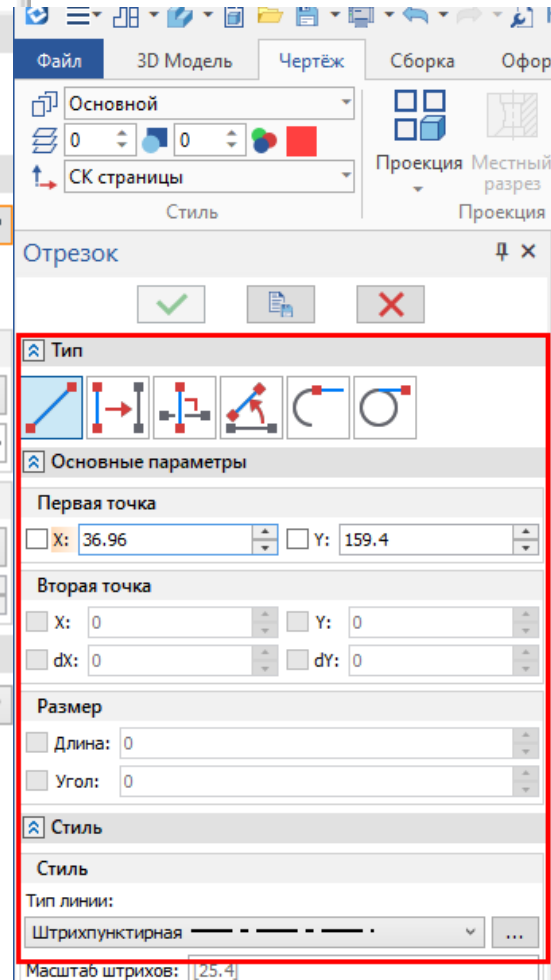 Файл 3D Модель Чертёж Сборка Офор
Основной
0 0
СК страницы
Проекция Местный
разрез
Стиль Проекция
Отрезок
Тип
Основные параметры
Первая точка
X: 36.96 Y: 159.4
Вторая точка
X: 0 Y: 0
dX: 0 dY: 0
Размер
Длина: 0
Угол: 0
Стиль
Стиль
Тип линии:
Штрихпунктирная ...
Масштаб штрихов: [25.4]